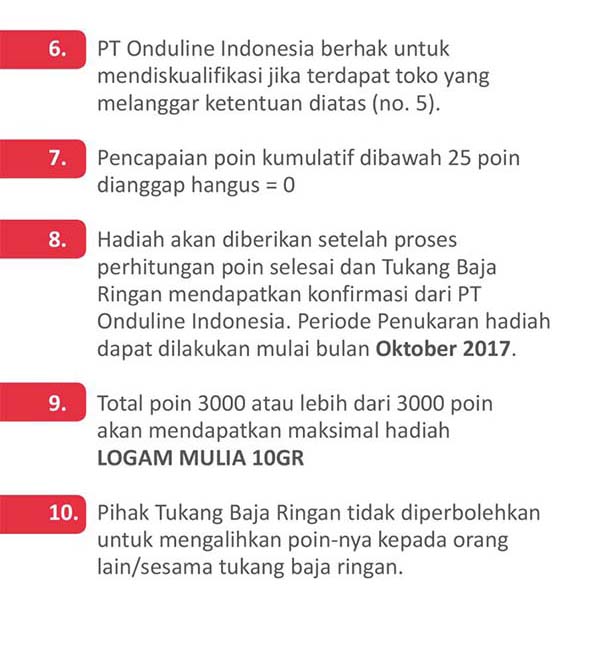 6. PT Onduline Indonesia berhak untuk
mendiskualifikasi jika terdapat toko yang
melanggar ketentuan diatas (no. 5).
7. Pencapaian poin kumulatif dibawah 25 poin
dianggap hangus = 0
8. Hadiah akan diberikan setelah proses
perhitungan poin selesai dan Tukang Baja
Ringan mendapatkan konfirmasi dari PT
Onduline Indonesia. Periode Penukaran hadiah
dapat dilakukan mulai bulan Oktober 2017.
9. Total poin 3000 atau lebih dari 3000 poin
akan mendapatkan maksimal hadiah
LOGAM MULIA 10GR
10. Pihak Tukang Baja Ringan tidak diperbolehkan
untuk mengalihkan poin-nya kepada orang
lain/sesama tukang baja ringan.